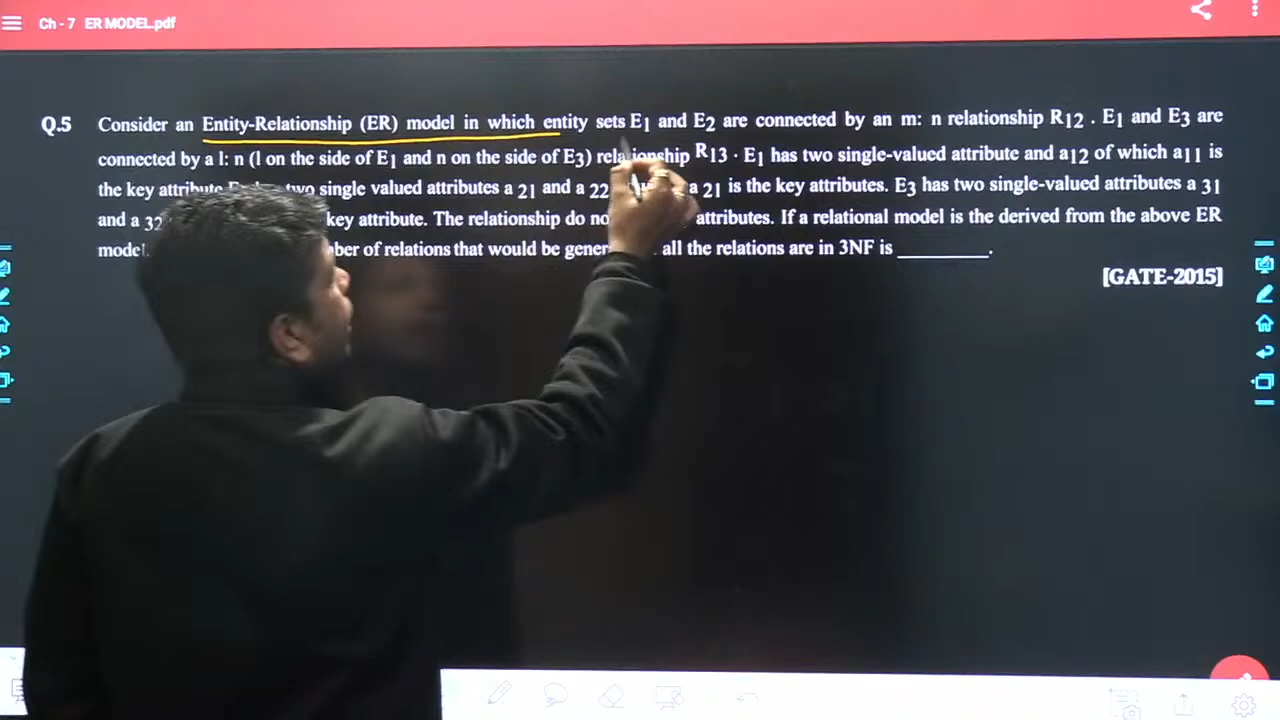 Ch - 7 ER MODEL.pdf
Q.5 Consider an Entity-Relationship (ER) model in which entity sets E1 and E2 are connected by an m: n relationship R12 . E1 and E3 are
connected by a l: n (l on the side of E1 and n on the side of E3) relationship R13 · E1 has two single-valued attribute and a12 of which a11 is
the key attribute two single valued attributes a 21 and a 22 a 21 is the key attributes. E3 has two single-valued attributes a 31
and a 32 key attribute. The relationship do attributes. If a relational model is the derived from the above ER
model. of relations that would be all the relations are in 3NF is ________.
[GATE-2015]